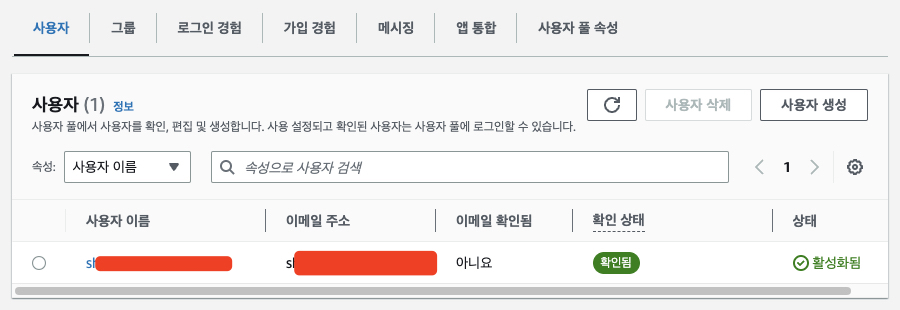 사용자 그룹 로그인 경험 가입 경험 메시징 앱 통합 사용자 풀 속성
사용자 (1) 정보
사용자 삭제 사용자 생성
사용자 풀에서 사용자를 확인, 편집 및 생성합니다. 사용 설정되고 확인된 사용자는 사용자 풀에 로그인할 수 있습니다.
속성: 사용자 이름 속성으로 사용자 검색 1
사용자 이름 이메일 주소 이메일 확인됨 확인 상태 상태
아니요 확인됨 활성화됨